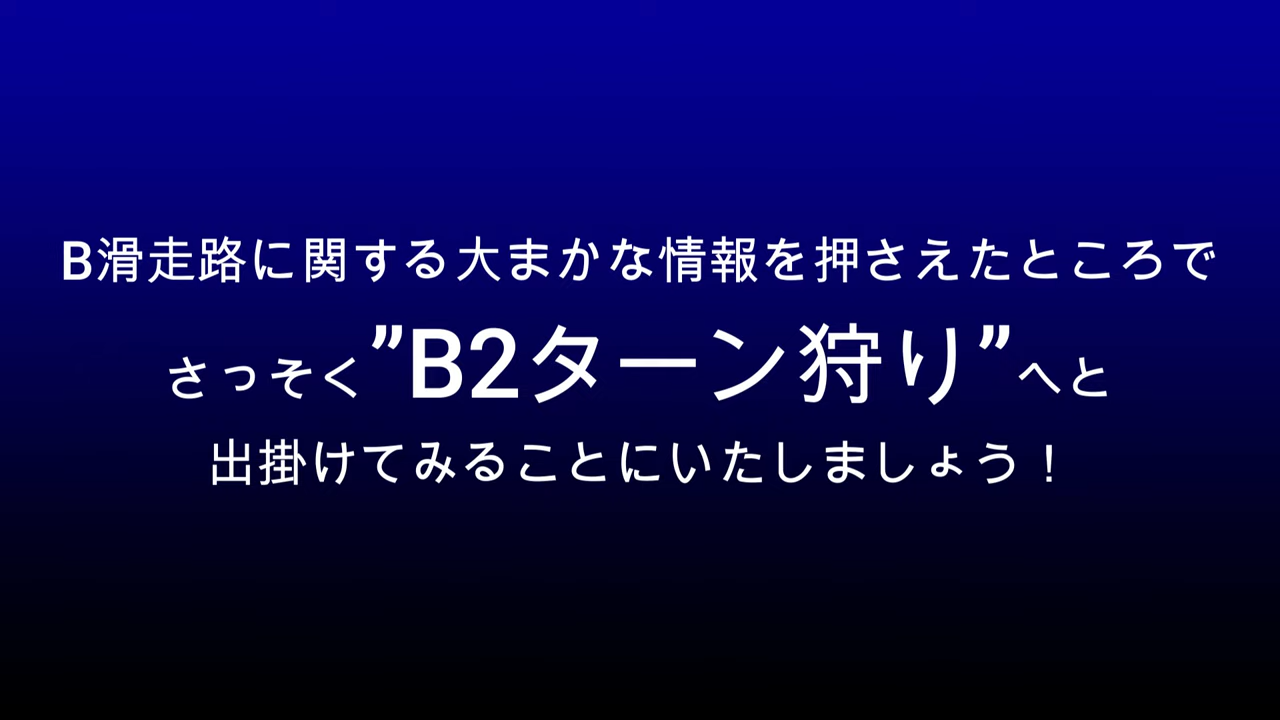 B滑走路に関する大まかな情報を押さえたところで
さっそく”B2ターン狩り”へと
出掛けてみることにいたしましょう！